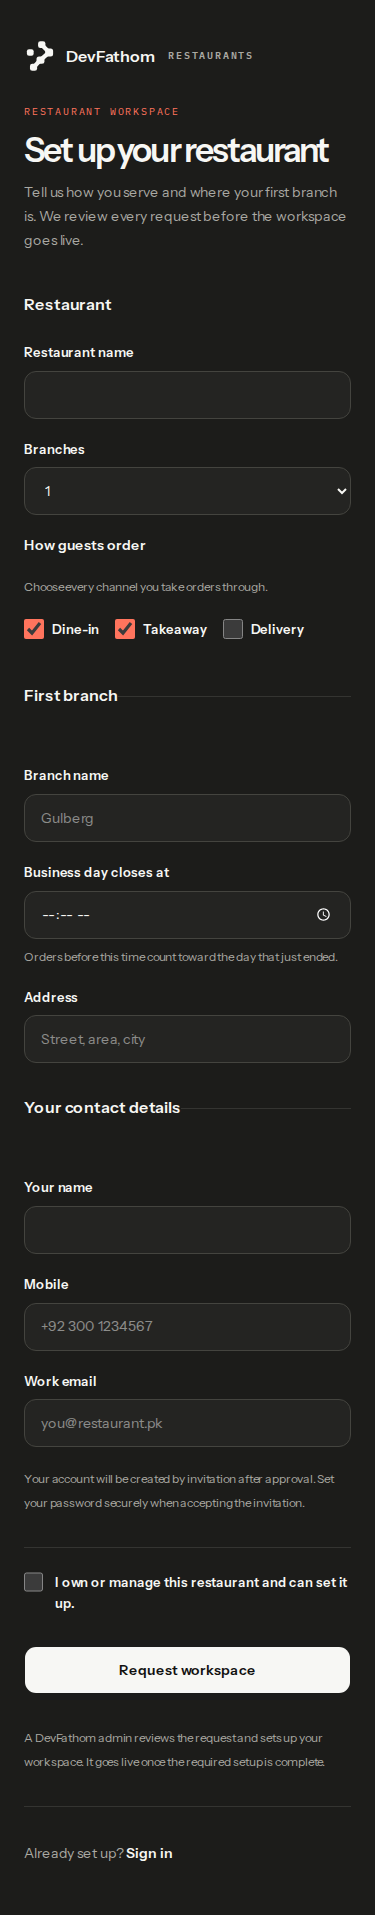 DevFathom RESTAURANTS
RESTAURANT WORKSPACE
Set up your restaurant
Tell us how you serve and where your first branch
is. We review every request before the workspace
goes live.
Restaurant
Restaurant name
Branches
1
How guests order
Choose every channel you take orders through.
Dine-in Takeaway Delivery
First branch
Branch name
Gulberg
Business day closes at
--:-- --
Orders before this time count toward the day that just ended.
Address
Street, area, city
Your contact details
Your name
Mobile
+92 300 1234567
Work email
you@restaurant.pk
Your account will be created by invitation after approval. Set
your password securely when accepting the invitation.
I own or manage this restaurant and can set it
up.
Request workspace
A DevFathom admin reviews the request and sets up your
workspace. It goes live once the required setup is complete.
Already set up? Sign in